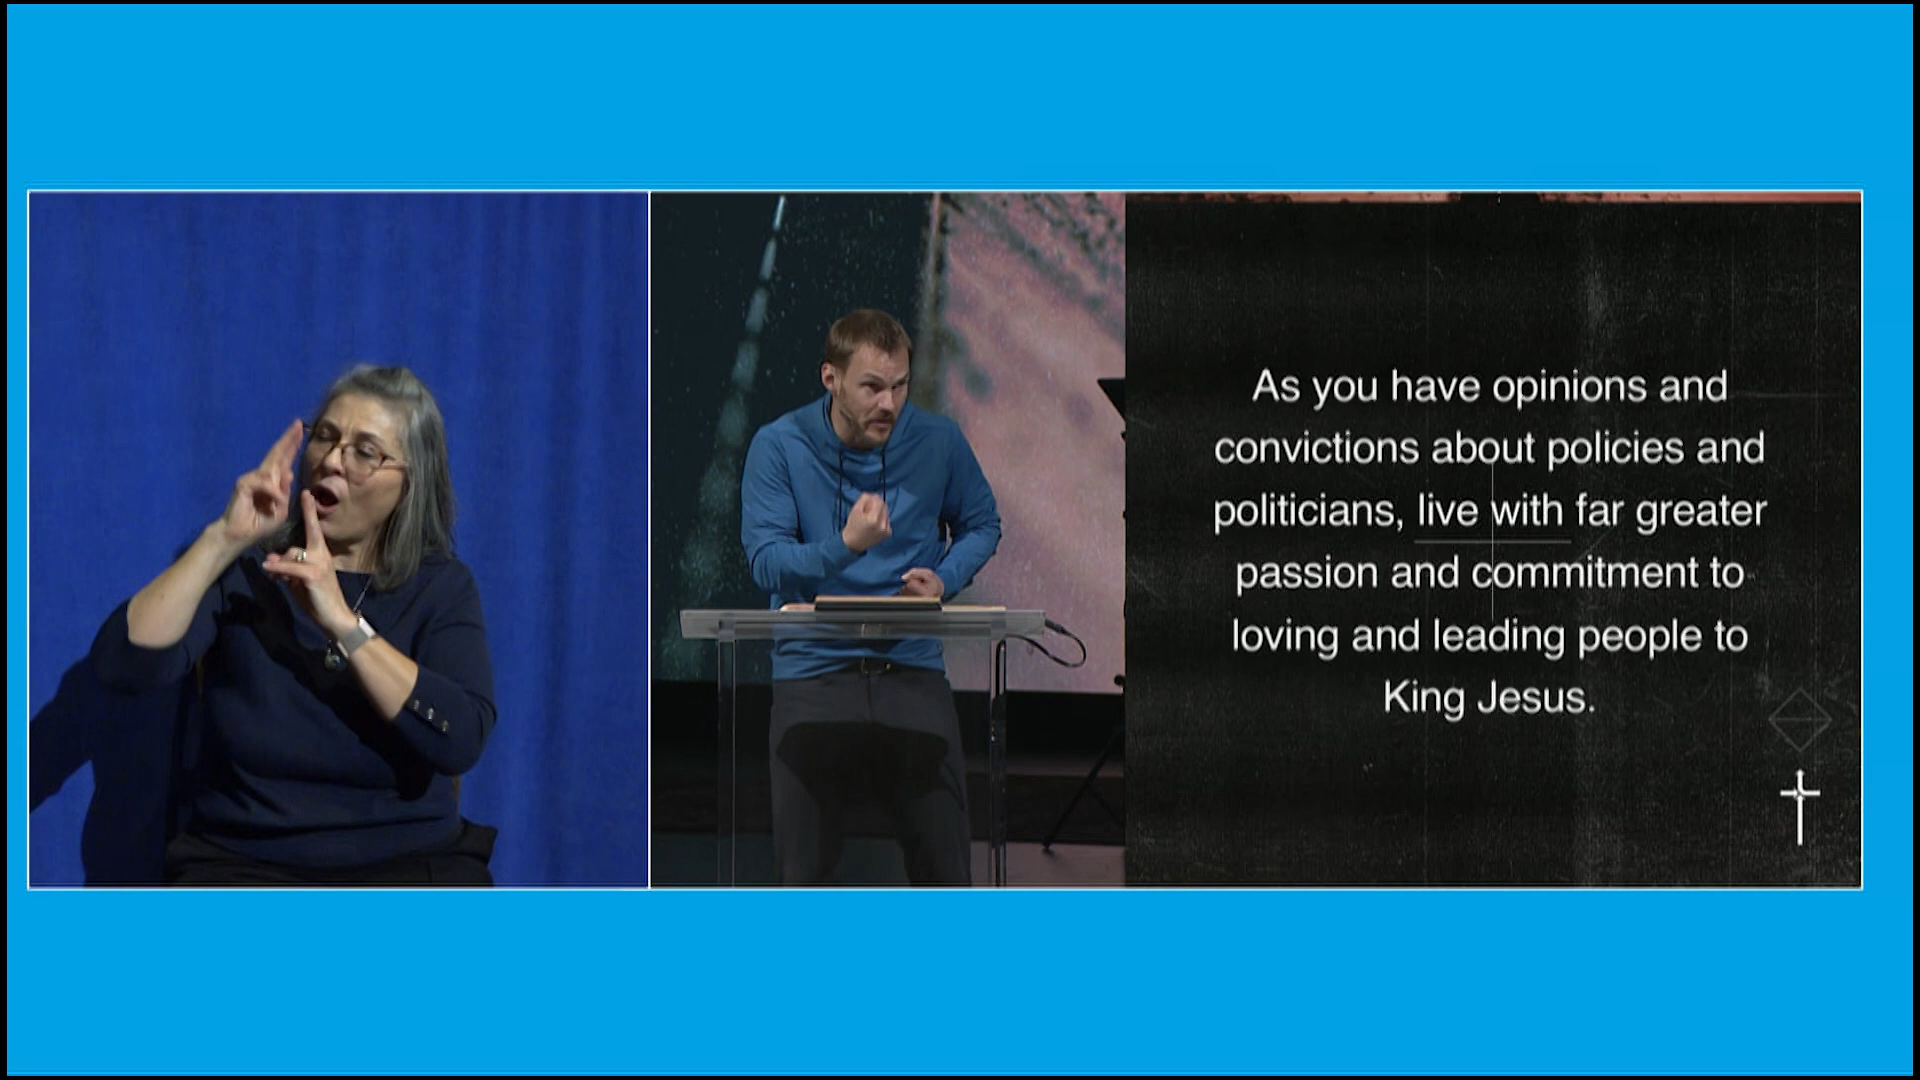 As you have opinions and
convictions about policies and
politicians, live with far greater
passion and commitment to
loving and leading people to
King Jesus.